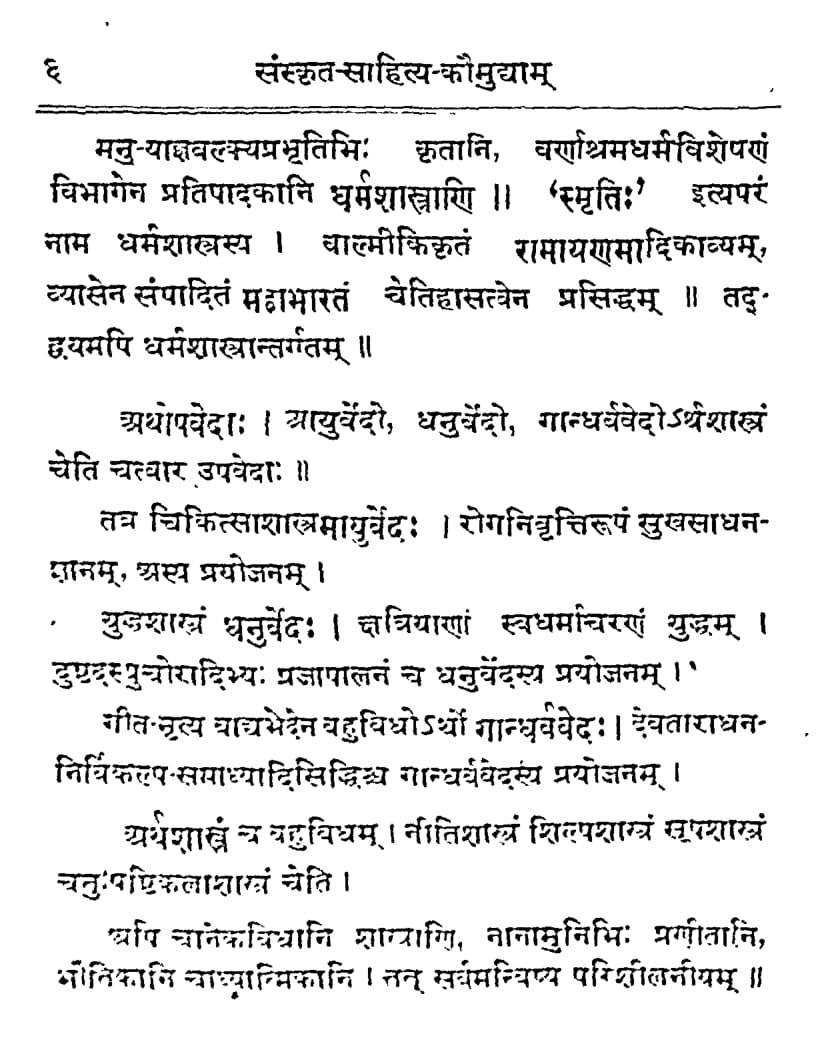 ६ संस्कृत-साहित्य-कौमुद्याम्
मनु-याज्ञवल्क्यप्रभृतिभिः कृतानि, वर्णाश्रमधर्मविशेषणं
विभागेन प्रतिपादकानि धर्मशास्त्राणि ॥ ‘स्मृतिः’ इत्यपरं
नाम धर्मशास्त्रस्य । वाल्मीकिकृतं रामायणमादिकाव्यम्,
व्यासेन संपादितं महाभारतं चेतिहासत्वेन प्रसिद्धम् ॥ तद्-
द्वयमपि धर्मशास्त्रान्तर्गतम् ॥
अथोपवेदाः । आयुर्वेदो, धनुर्वेदो, गान्धर्ववेदोऽर्थशास्त्रं
चेति चत्वार उपवेदाः ॥
तत्र चिकित्साशास्त्रमायुर्वेदः । रोगनिवृत्तिरूपं सुखसाधन-
ज्ञानम्, अस्य प्रयोजनम् ।
युद्धशास्त्रं धनुर्वेदः । क्षत्रियाणां स्वधर्माचरणं युद्धम् ।
दुष्टदस्युचोरादिभ्यः प्रजापालनं च धनुर्वेदस्य प्रयोजनम् ।
गीत-नृत्य वाद्यभेदेन बहुविधोऽर्थो गान्धर्ववेदः । देवताराधन-
निर्विकल्प-समाध्यादिसिद्धिश्च गान्धर्ववेदस्य प्रयोजनम् ।
अर्थशास्त्रं च बहुविधम् । नीतिशास्त्रं शिल्पशास्त्रं सूपशास्त्रं
चतुःषष्टिकलाशास्त्रं चेति ।
अपि चानेकविधानि शास्त्राणि, नानामुनिभिः प्रणीतानि,
भौतिकानि चाध्यात्मिकानि । तत् सर्वमन्विष्य परिशीलनीयम् ॥